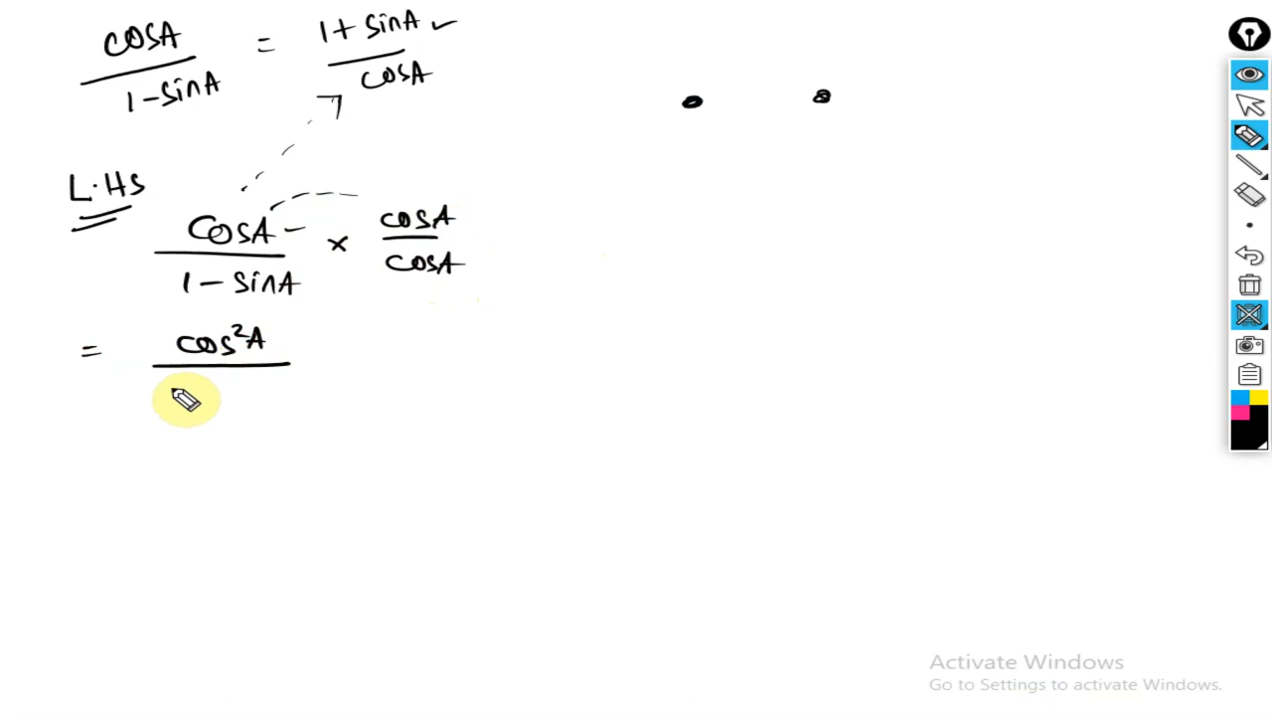 cosA / 1-sinA = 1+sinA / cosA
L.HS
cosA / 1-sinA × cosA / cosA
= cos²A
Activate Windows
Go to Settings to activate Windows.